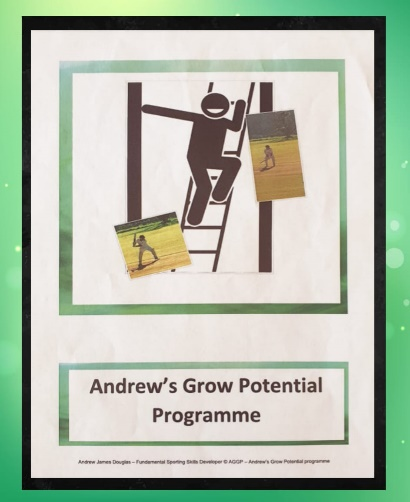 Andrew's Grow Potential
Programme
Andrew James Douglas – Fundamental Sporting Skills Developer © AGGP – Andrew's Grow Potential programme